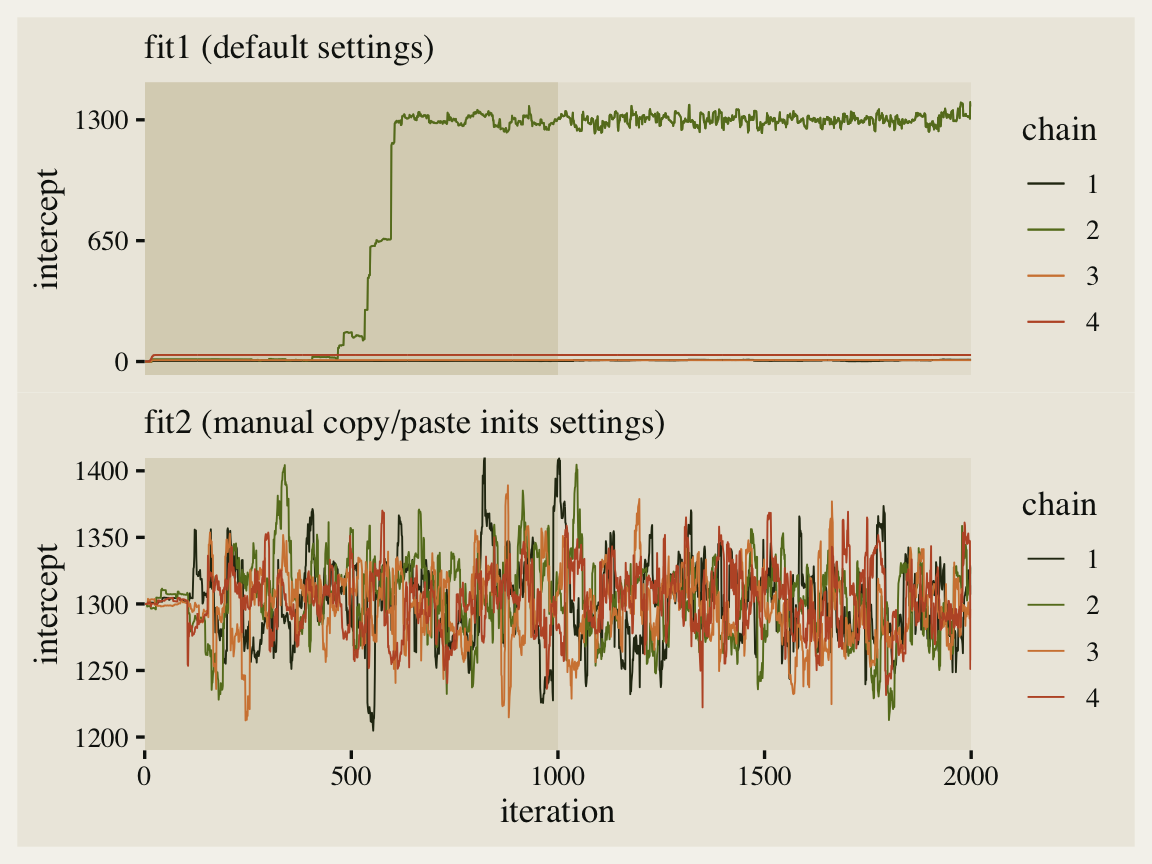 fit1 (default settings)
1300
650
0
intercept
chain
1
2
3
4
fit2 (manual copy/paste inits settings)
1400
1350
1300
1250
1200
intercept
0 500 1000 1500 2000
iteration
chain
1
2
3
4